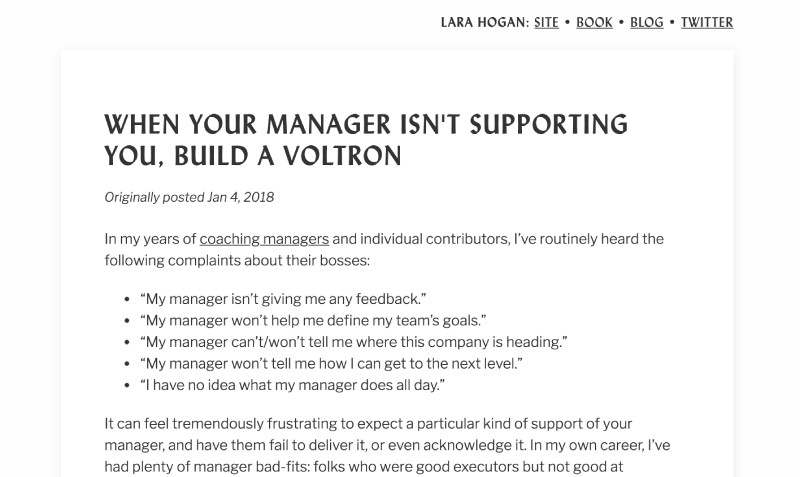 LARA HOGAN: SITE • BOOK • BLOG • TWITTER
WHEN YOUR MANAGER ISN'T SUPPORTING
YOU, BUILD A VOLTRON
Originally posted Jan 4, 2018
In my years of coaching managers and individual contributors, I’ve routinely heard the
following complaints about their bosses:
• “My manager isn’t giving me any feedback.”
• “My manager won’t help me define my team’s goals.”
• “My manager can’t/won’t tell me where this company is heading.”
• “My manager won’t tell me how I can get to the next level.”
• “I have no idea what my manager does all day.”
It can feel tremendously frustrating to expect a particular kind of support of your
manager, and have them fail to deliver it, or even acknowledge it. In my own career, I’ve
had plenty of manager bad-fits: folks who were good executors but not good at